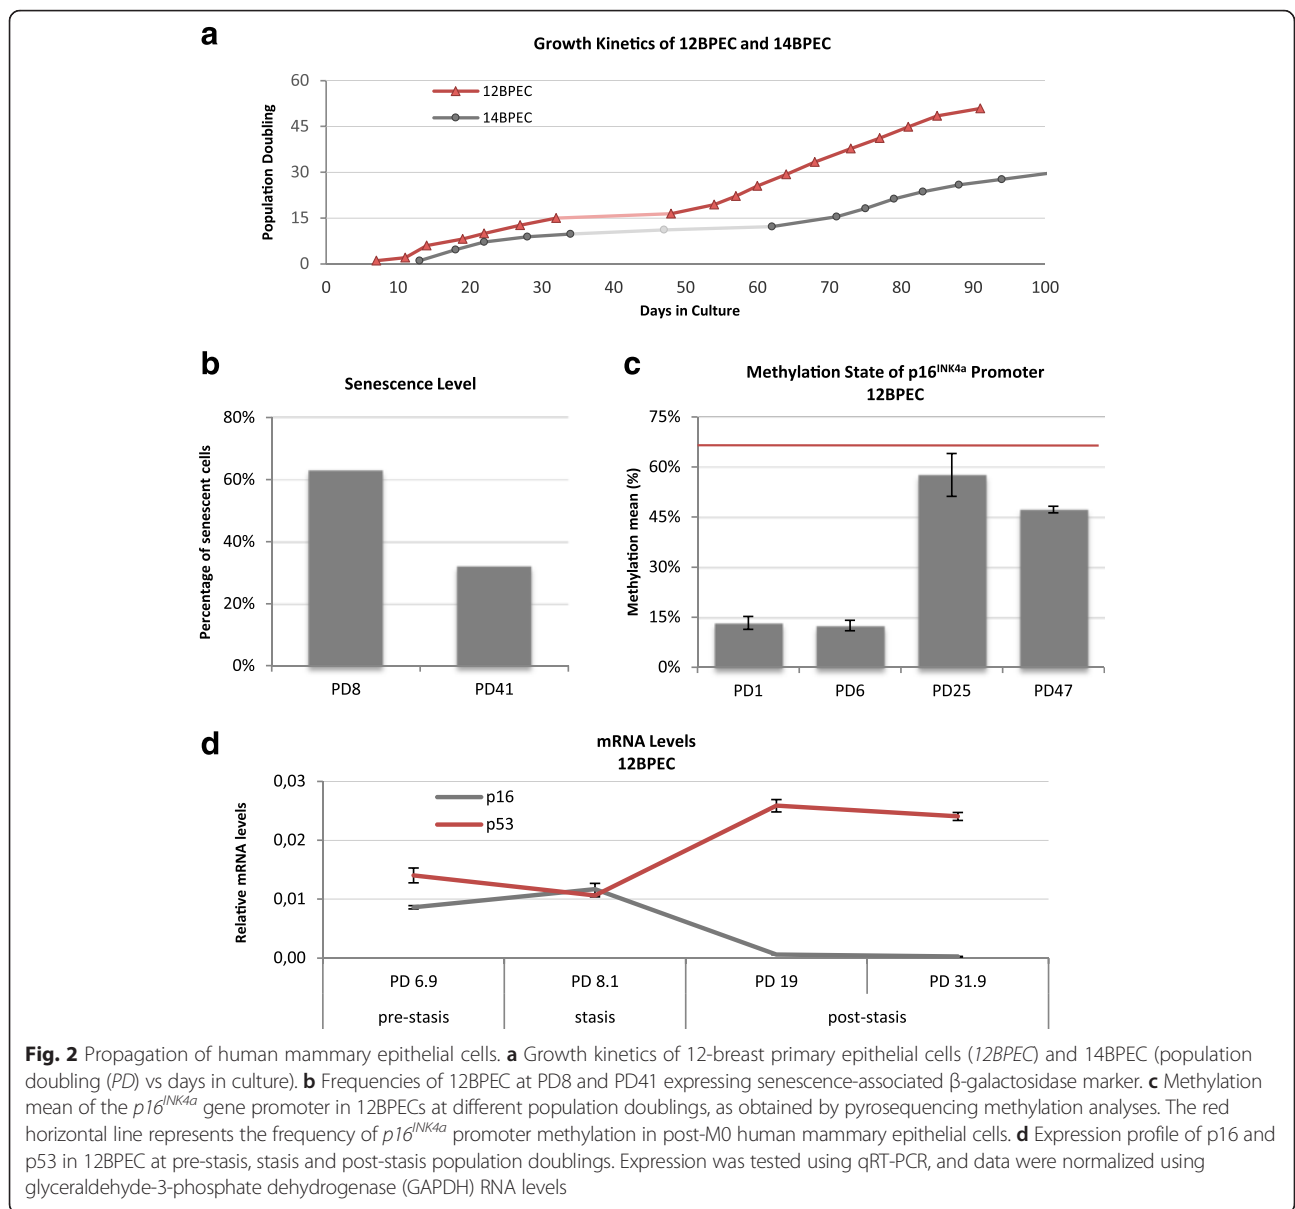 a
Growth Kinetics of 12BPEC and 14BPEC
60
45
30
15
0
Population Doubling
12BPEC
14BPEC
0 10 20 30 40 50 60 70 80 90 100
Days in Culture
b
Senescence Level
80%
60%
40%
20%
0%
Percentage of senescent cells
PD8 PD41
c
Methylation State of p16INK4a Promoter
12BPEC
75%
60%
45%
30%
15%
0%
Methylation mean (%)
PD1 PD6 PD25 PD47
d
mRNA Levels
12BPEC
0,03
0,02
0,01
0,00
Relative mRNA levels
p16
p53
PD 6.9 PD 8.1 PD 19 PD 31.9
pre-stasis stasis post-stasis
Fig. 2 Propagation of human mammary epithelial cells. a Growth kinetics of 12-breast primary epithelial cells (12BPEC) and 14BPEC (population
doubling (PD) vs days in culture). b Frequencies of 12BPEC at PD8 and PD41 expressing senescence-associated β-galactosidase marker. c Methylation
mean of the p16INK4a gene promoter in 12BPECs at different population doublings, as obtained by pyrosequencing methylation analyses. The red
horizontal line represents the frequency of p16INK4a promoter methylation in post-M0 human mammary epithelial cells. d Expression profile of p16 and
p53 in 12BPEC at pre-stasis, stasis and post-stasis population doublings. Expression was tested using qRT-PCR, and data were normalized using
glyceraldehyde-3-phosphate dehydrogenase (GAPDH) RNA levels